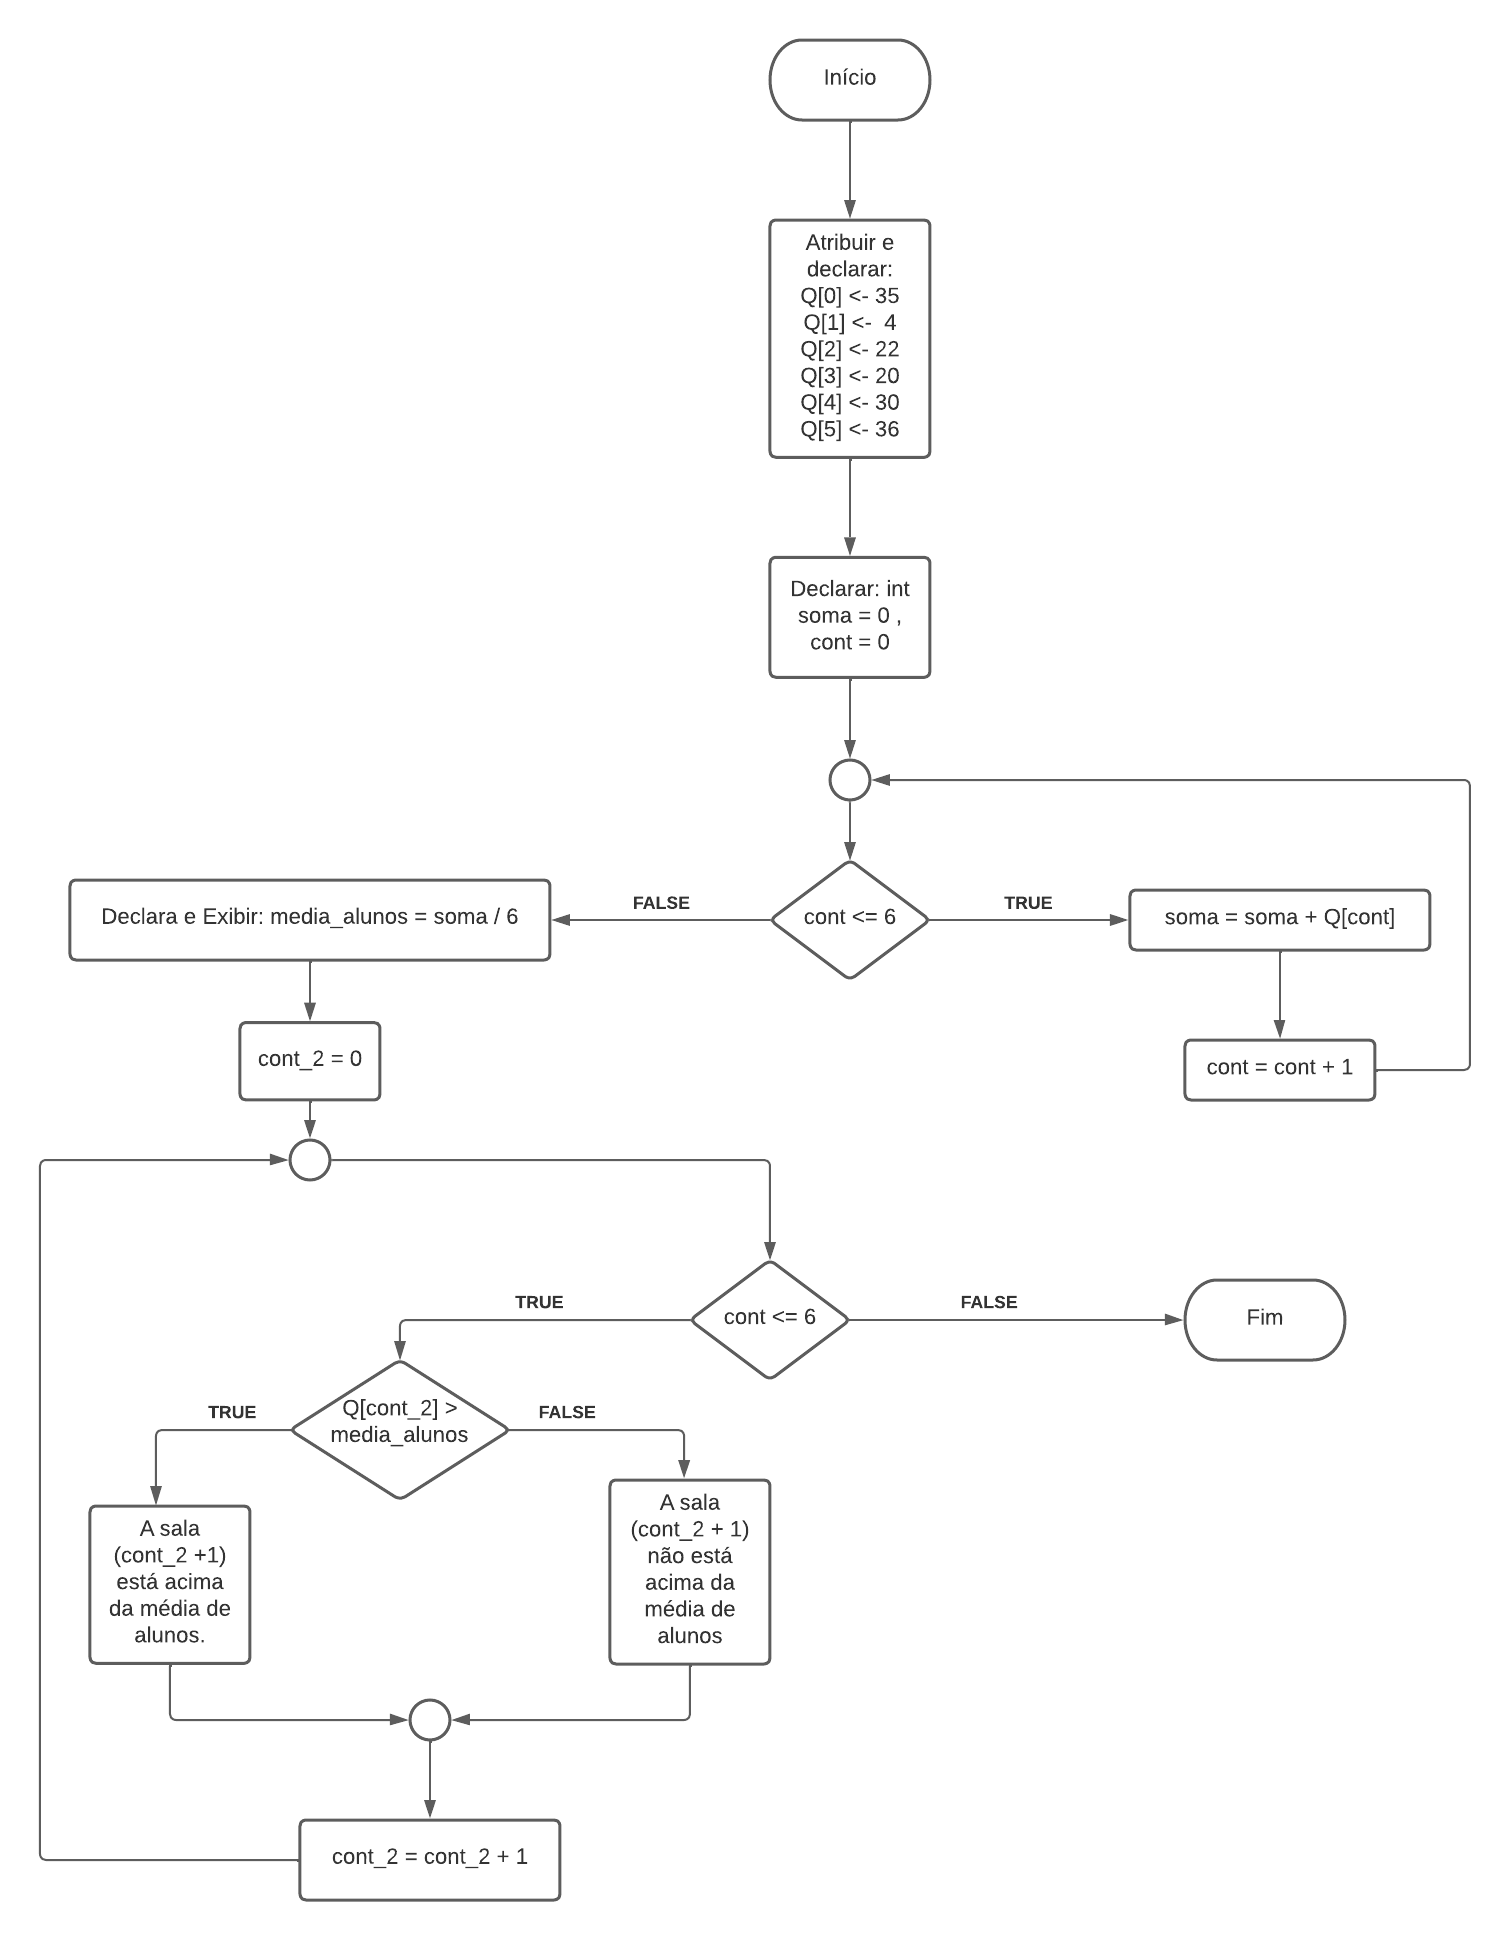 Início
Atribuir e
declarar:
Q[0] <- 35
Q[1] <-  4
Q[2] <- 22
Q[3] <- 20
Q[4] <- 30
Q[5] <- 36
Declarar: int
soma = 0 ,
cont = 0
cont <= 6
FALSE
TRUE
Declara e Exibir: media_alunos = soma / 6
soma = soma + Q[cont]
cont_2 = 0
cont = cont + 1
cont <= 6
TRUE
FALSE
Fim
Q[cont_2] >
media_alunos
TRUE
FALSE
A sala
(cont_2 +1)
está acima
da média de
alunos.
A sala
(cont_2 + 1)
não está
acima da
média de
alunos
cont_2 = cont_2 + 1